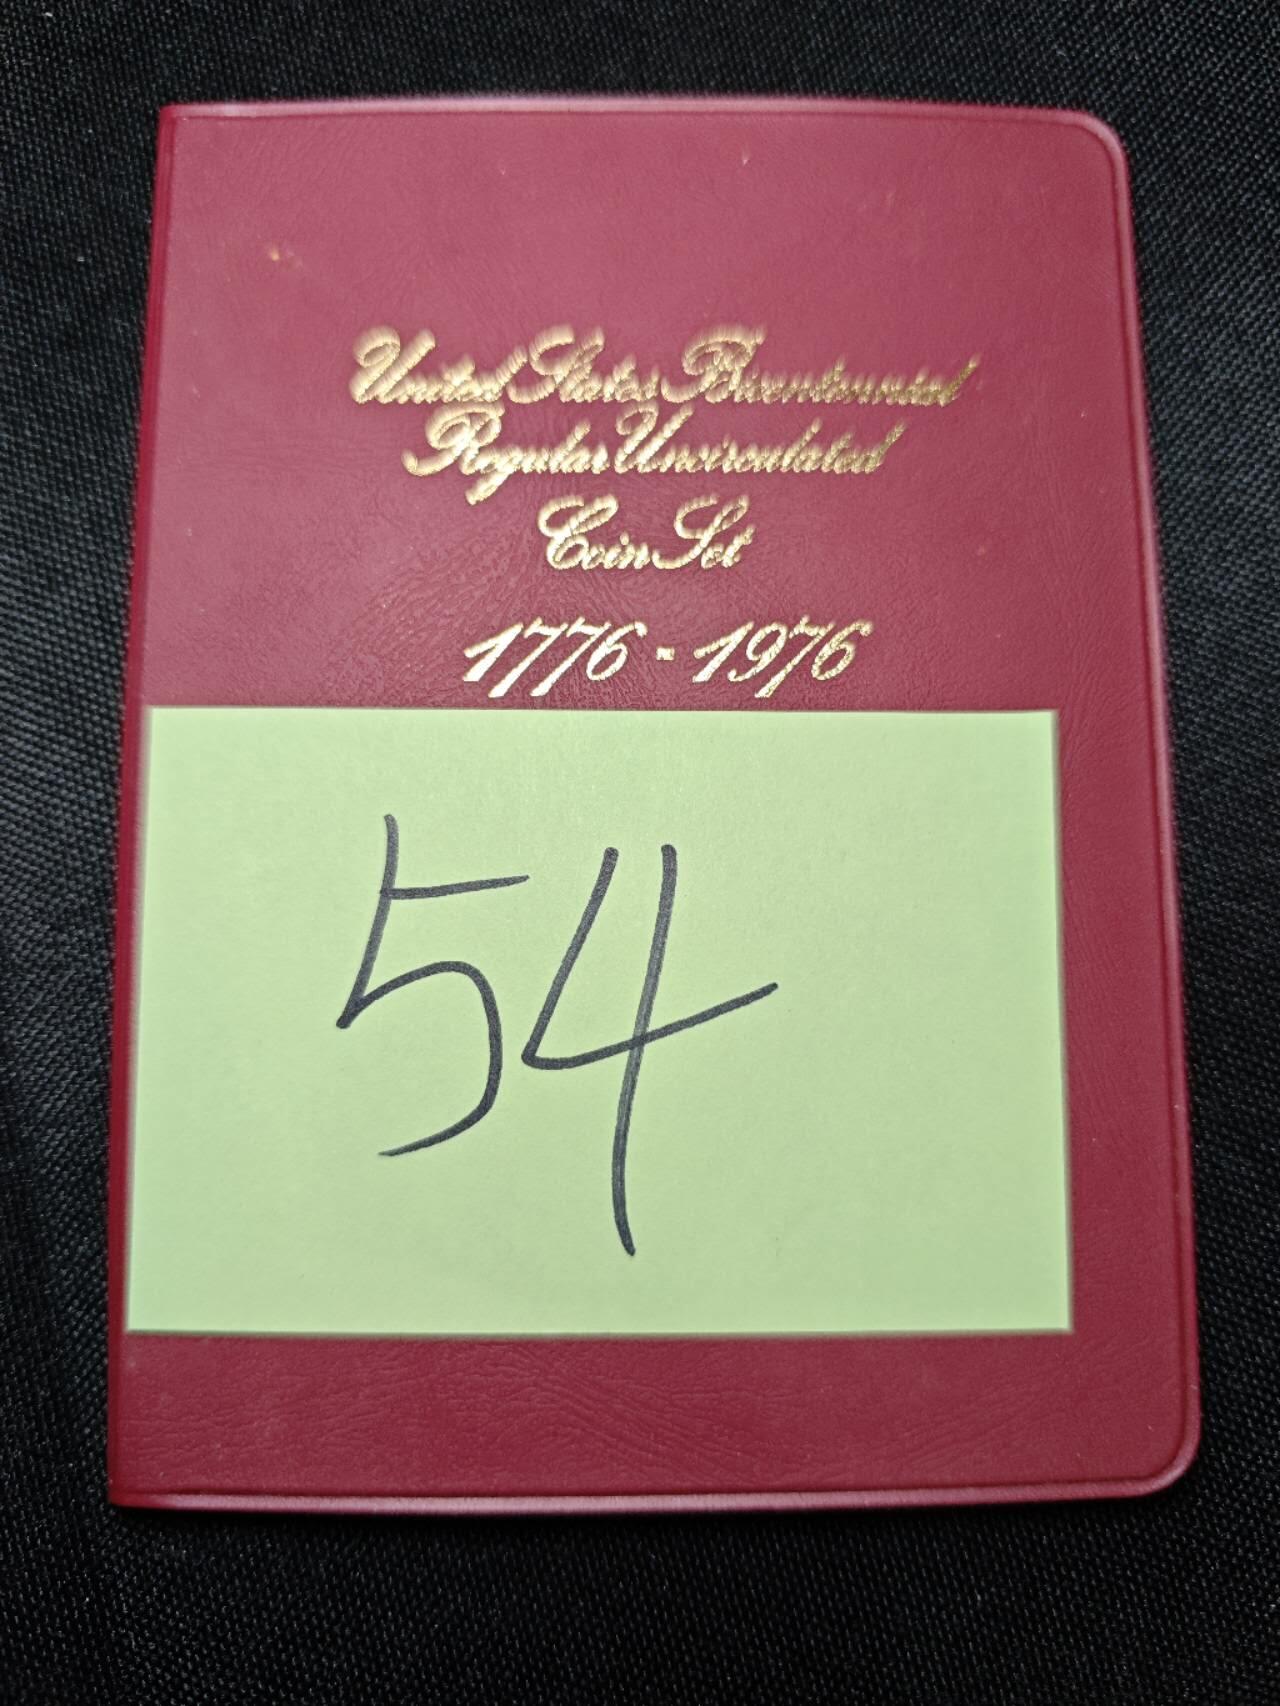 United States Bicentennial
Regular Uncirculated
Coin Set
1776 - 1976
54